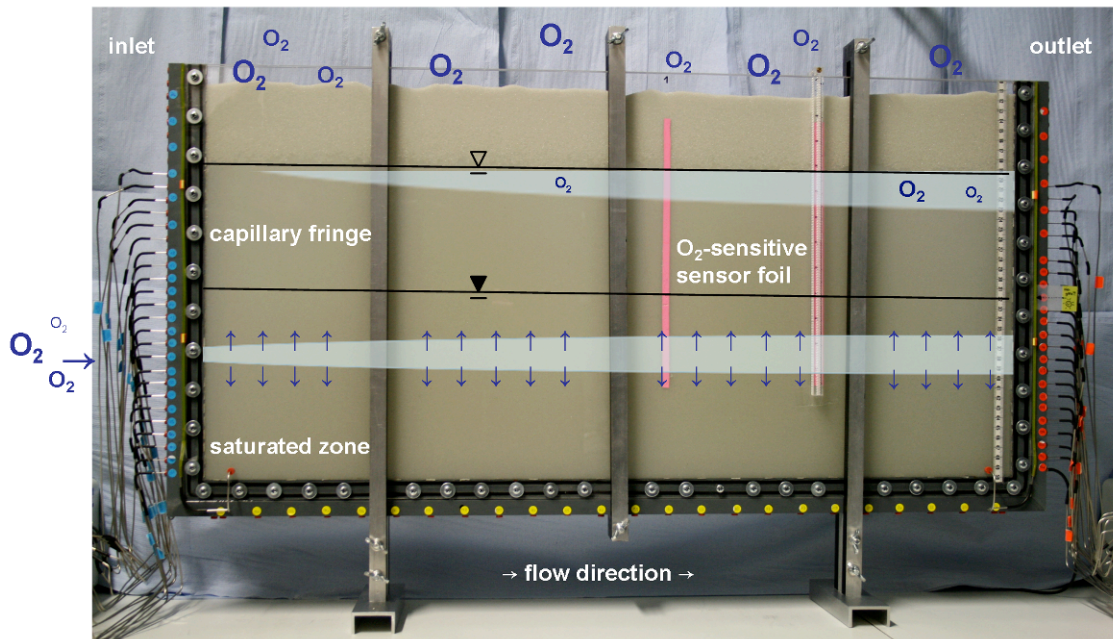 inlet
O₂
O₂
O₂
O₂
O₂
O₂
O₂
O₂
outlet
O₂
O₂
O₂
capillary fringe
O₂-sensitive
sensor foil
O₂
O₂ →
O₂
saturated zone
→ flow direction →